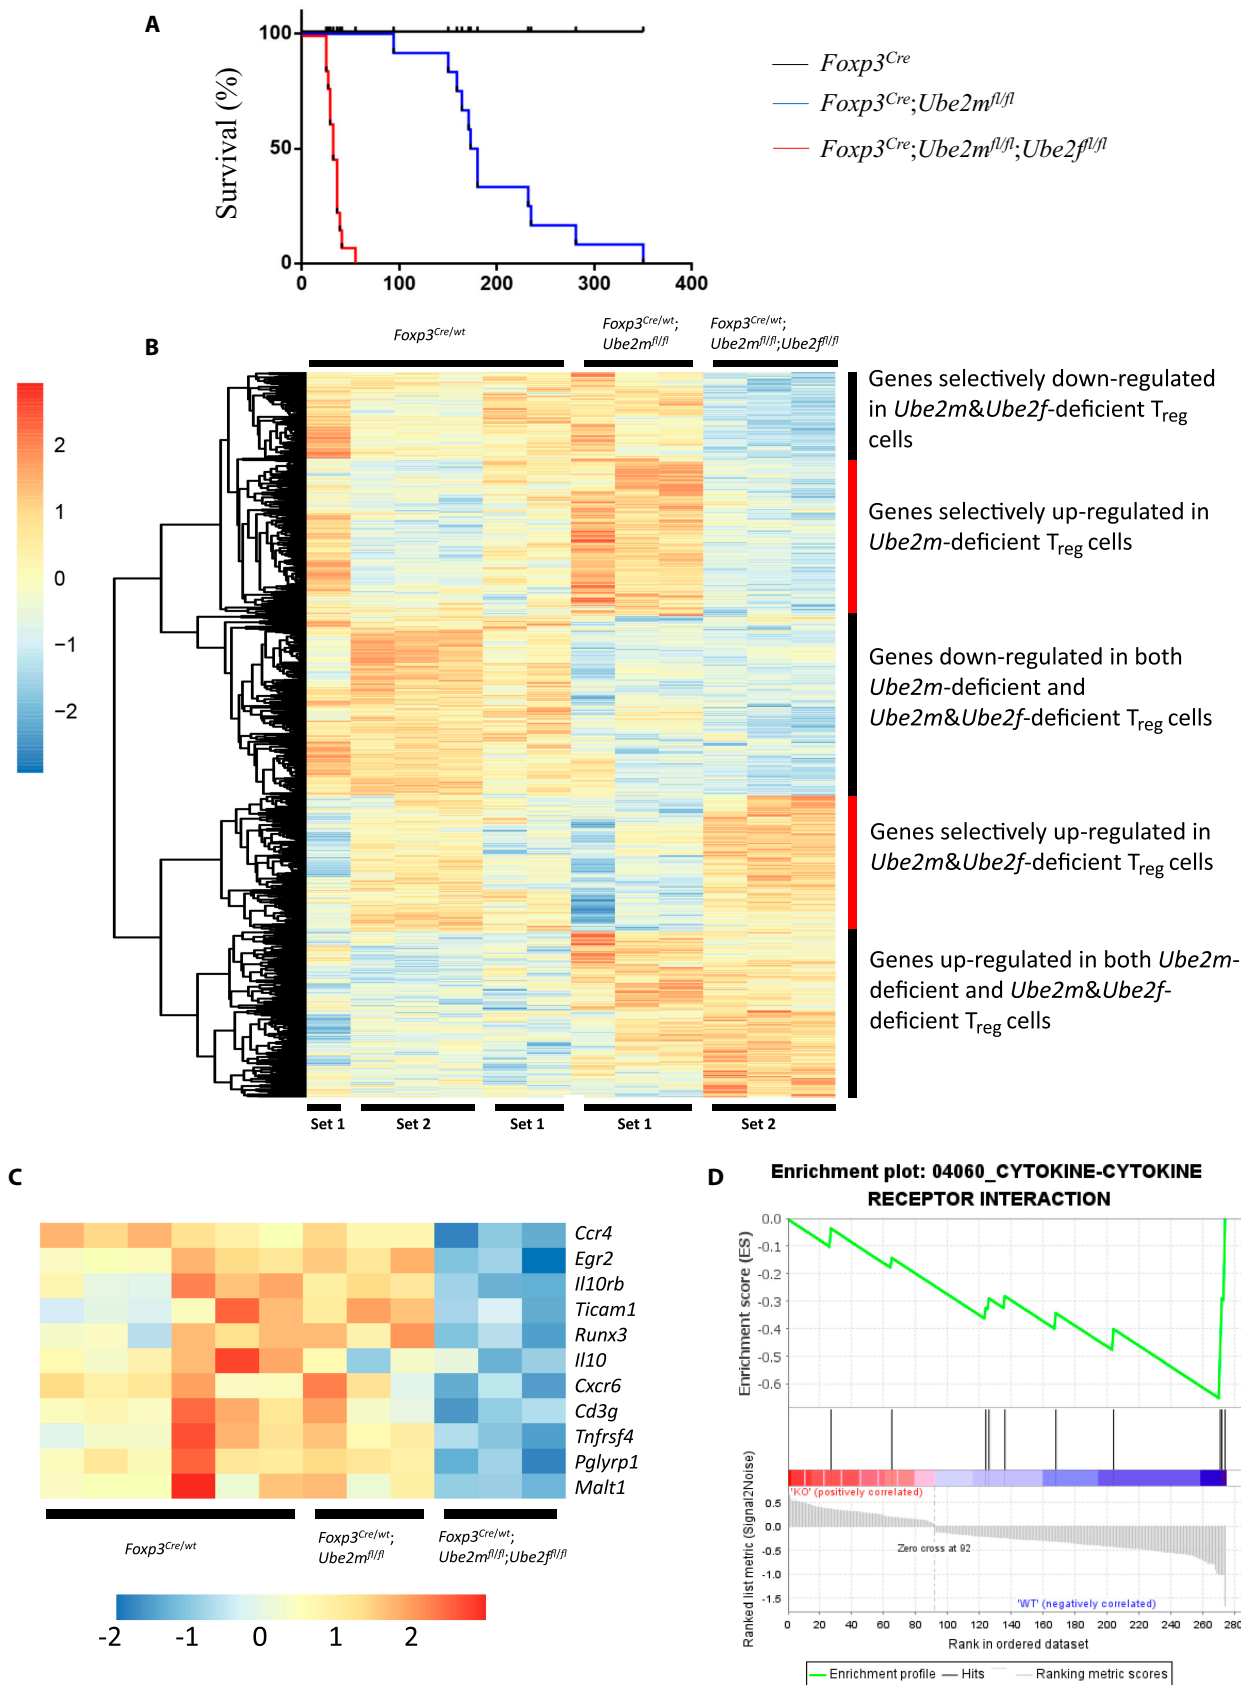 A
100
50
0
Survival (%)
0 100 200 300 400
Foxp3Cre
Foxp3Cre;Ube2mfl/fl
Foxp3Cre;Ube2mfl/fl;Ube2ffl/fl
B
Foxp3Cre/wt
Foxp3Cre/wt;
Ube2mfl/fl
Foxp3Cre/wt;
Ube2mfl/fl;Ube2ffl/fl
2
1
0
−1
−2
Genes selectively down-regulated
in Ube2m&Ube2f-deficient Treg
cells
Genes selectively up-regulated in
Ube2m-deficient Treg cells
Genes down-regulated in both
Ube2m-deficient and
Ube2m&Ube2f-deficient Treg cells
Genes selectively up-regulated in
Ube2m&Ube2f-deficient Treg cells
Genes up-regulated in both Ube2m-
deficient and Ube2m&Ube2f-
deficient Treg cells
Set 1 Set 2 Set 1 Set 1 Set 2
C
Ccr4
Egr2
Il10rb
Ticam1
Runx3
Il10
Cxcr6
Cd3g
Tnfrsf4
Pglyrp1
Malt1
Foxp3Cre/wt
Foxp3Cre/wt;
Ube2mfl/fl
Foxp3Cre/wt;
Ube2mfl/fl;Ube2ffl/fl
-2 -1 0 1 2
D
Enrichment plot: 04060_CYTOKINE-CYTOKINE
RECEPTOR INTERACTION
Enrichment score (ES)
0.0
-0.1
-0.2
-0.3
-0.4
-0.5
-0.6
Ranked list metric (Signal2Noise)
'KO' (positively correlated)
0.5
0.0
-0.5
-1.0
-1.5
Zero cross at 92
'WT' (negatively correlated)
0 20 40 60 80 100 120 140 160 180 200 220 240 260 280
Rank in ordered dataset
Enrichment profile Hits Ranking metric scores